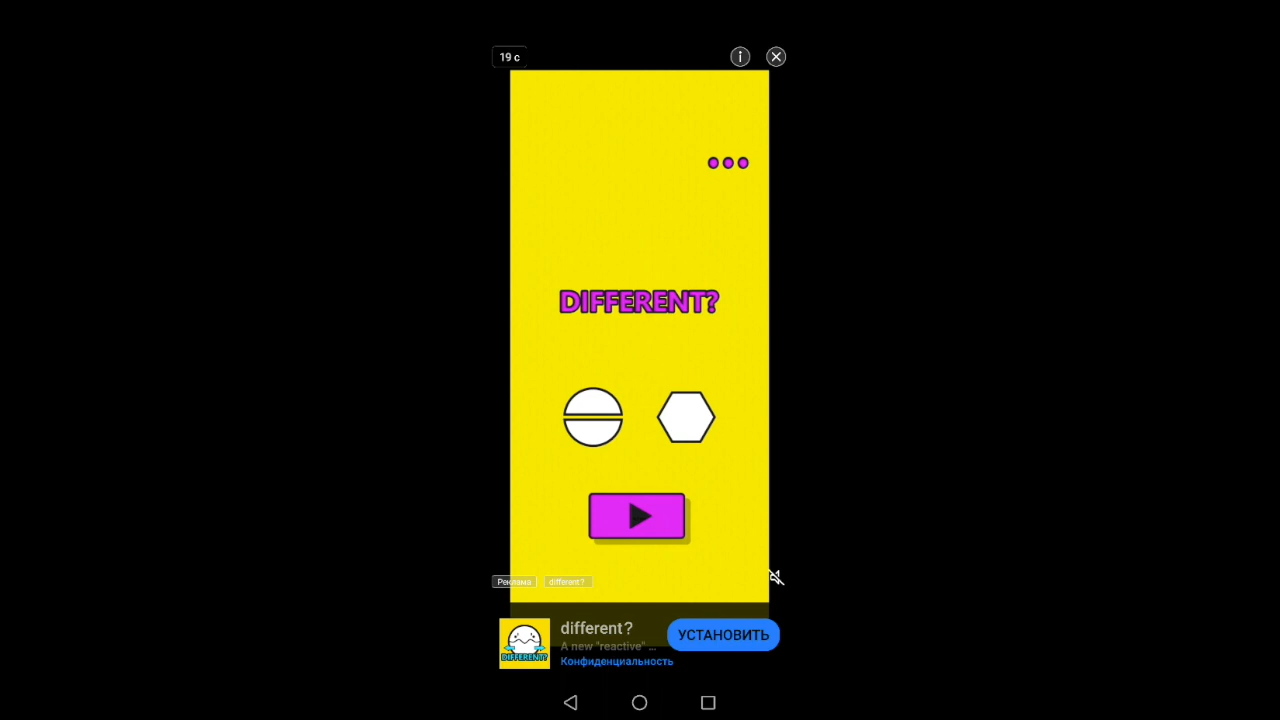 19 с
DIFFERENT?
Реклама
different?
DIFFERENT?
different?
A new "reactive" ...
Конфиденциальность
УСТАНОВИТЬ